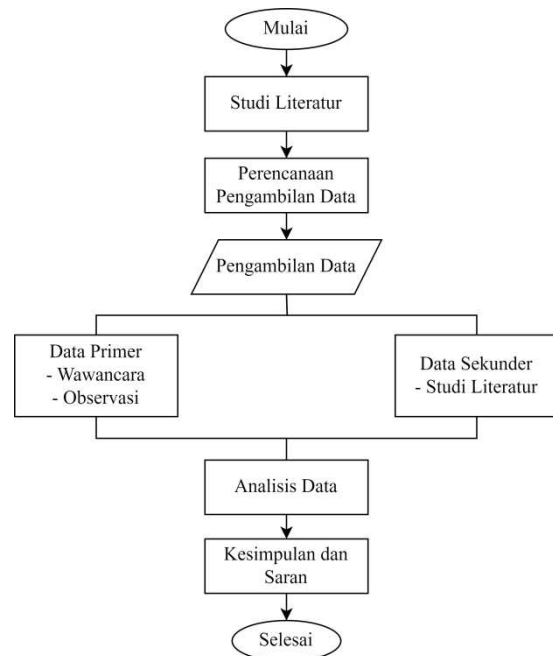 Mulai
Studi Literatur
Perencanaan
Pengambilan Data
Pengambilan Data
Data Primer
- Wawancara
- Observasi
Data Sekunder
- Studi Literatur
Analisis Data
Kesimpulan dan
Saran
Selesai